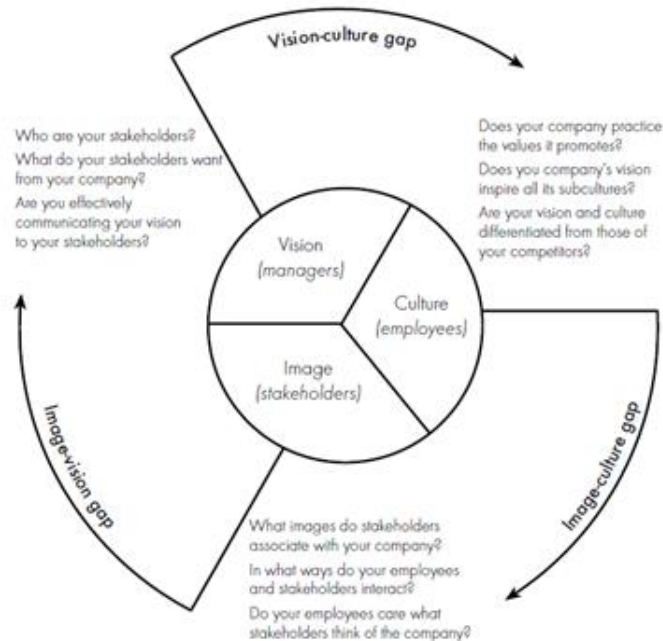 Vision-culture gap
Who are your stakeholders?
What do your stakeholders want
from your company?
Are you effectively
communicating your vision
to your stakeholders?
Does your company practice
the values it promotes?
Does you company's vision
inspire all its subcultures?
Are your vision and culture
differentiated from those of
your competitors?
Vision
(managers)
Culture
(employees)
Image
(stakeholders)
Image-vision gap
Image-culture gap
What images do stakeholders
associate with your company?
In what ways do your employees
and stakeholders interact?
Do your employees care what
stakeholders think of the company?